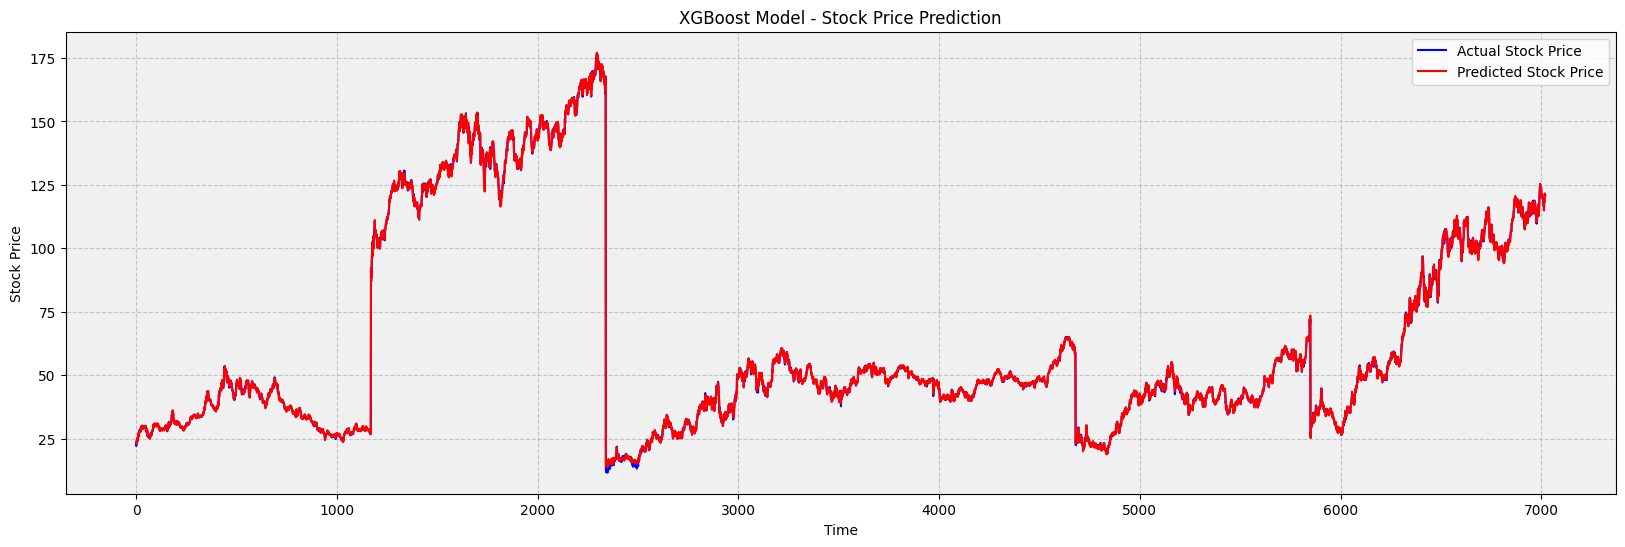 XGBoost Model - Stock Price Prediction
Actual Stock Price
Predicted Stock Price
Stock Price
175
150
125
100
75
50
25
0 1000 2000 3000 4000 5000 6000 7000
Time